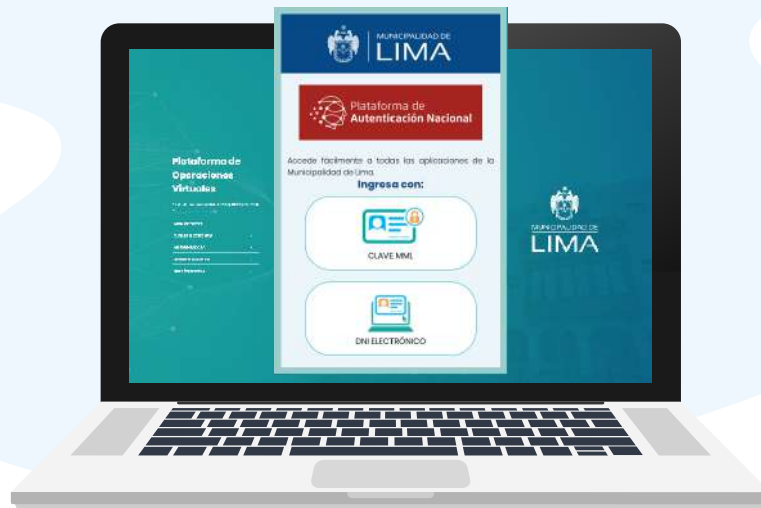 MUNICIPALIDAD DE
LIMA
Plataforma de
Autenticación Nacional
Accede fácilmente a todas las aplicaciones de la
Municipalidad de Lima
Ingresa con:
CLAVE MML
DNI ELECTRÓNICO
Plataforma de
Operaciones
Virtuales
MUNICIPALIDAD DE
LIMA